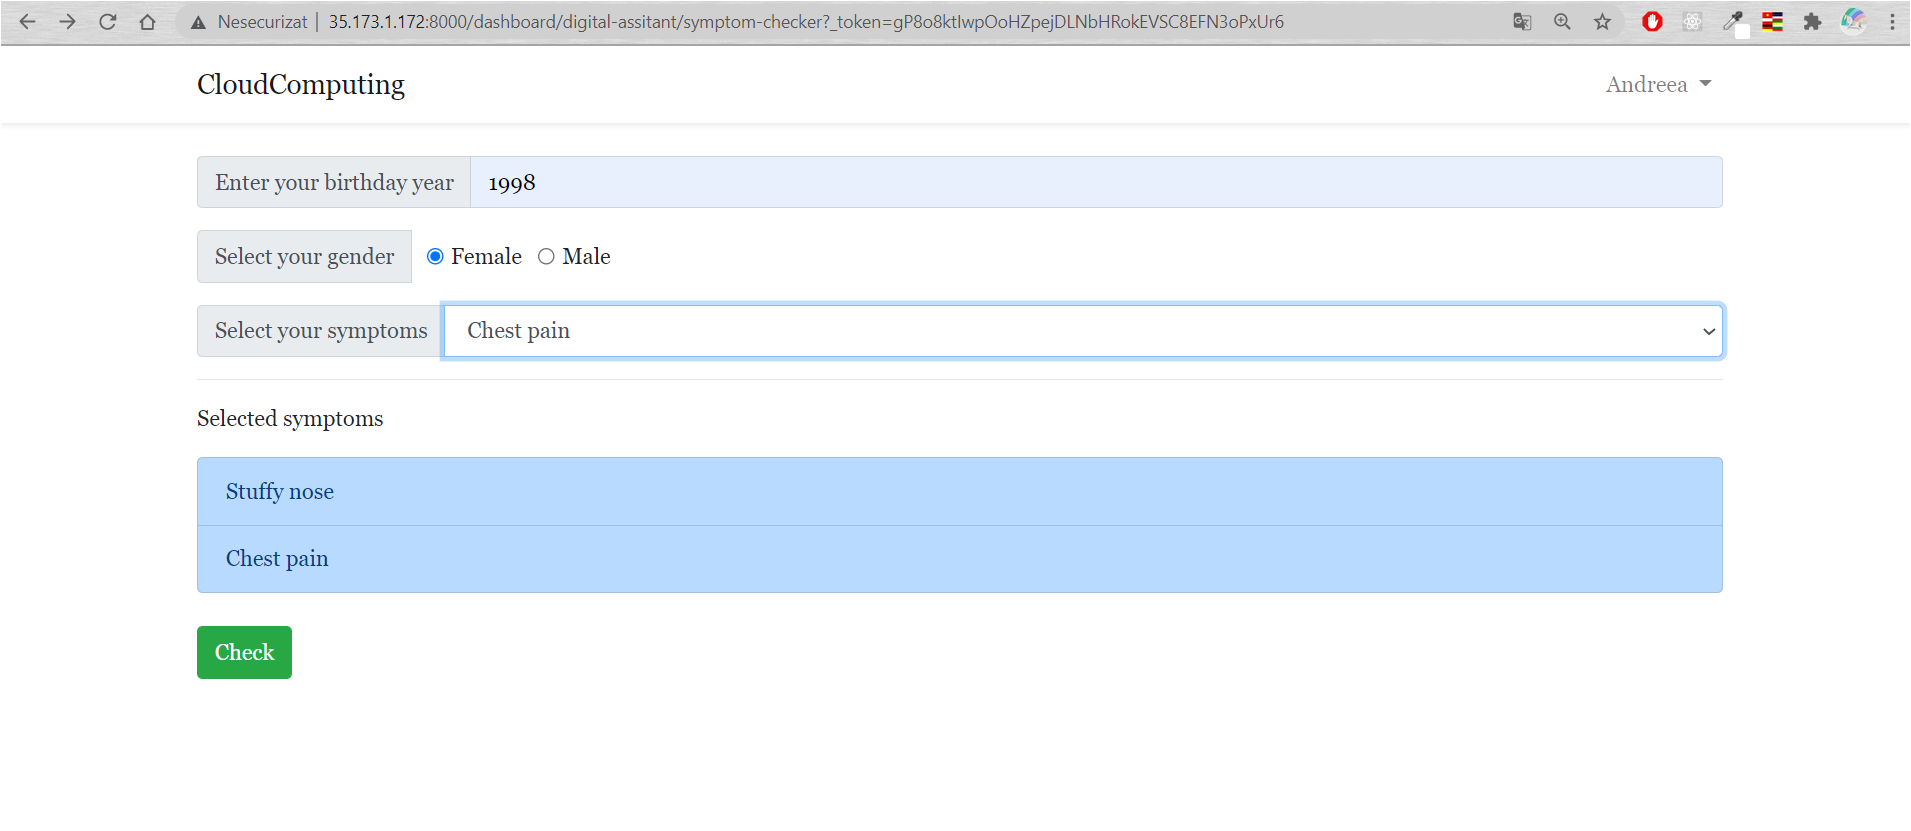 Nesecurizat | 35.173.1.172:8000/dashboard/digital-assitant/symptom-checker?_token=gP8o8ktIwpOoHZpejDLNbHRokEVSC8EFN3oPxUr6
CloudComputing
Andreea
Enter your birthday year 1998
Select your gender Female Male
Select your symptoms Chest pain
Selected symptoms
Stuffy nose
Chest pain
Check